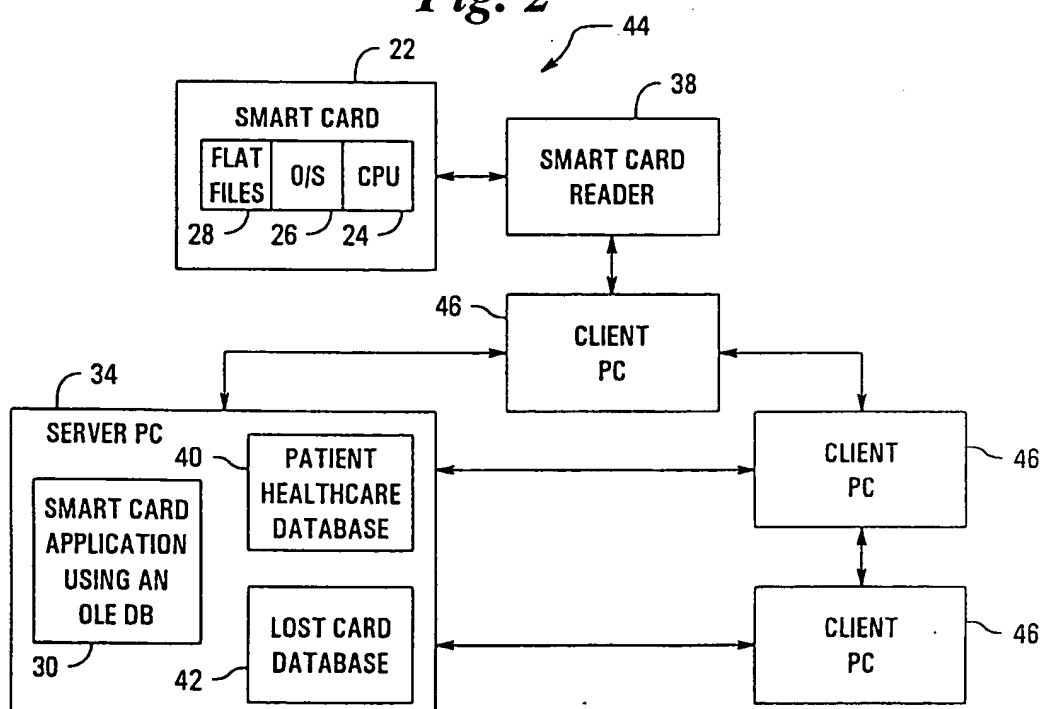 Fig. 2
44
22
SMART CARD
FLAT
FILES
O/S
CPU
28
26
24
38
SMART CARD
READER
46
CLIENT
PC
34
SERVER PC
40
PATIENT
HEALTHCARE
DATABASE
SMART CARD
APPLICATION
USING AN
OLE DB
30
42
LOST CARD
DATABASE
CLIENT
PC
46
CLIENT
PC
46